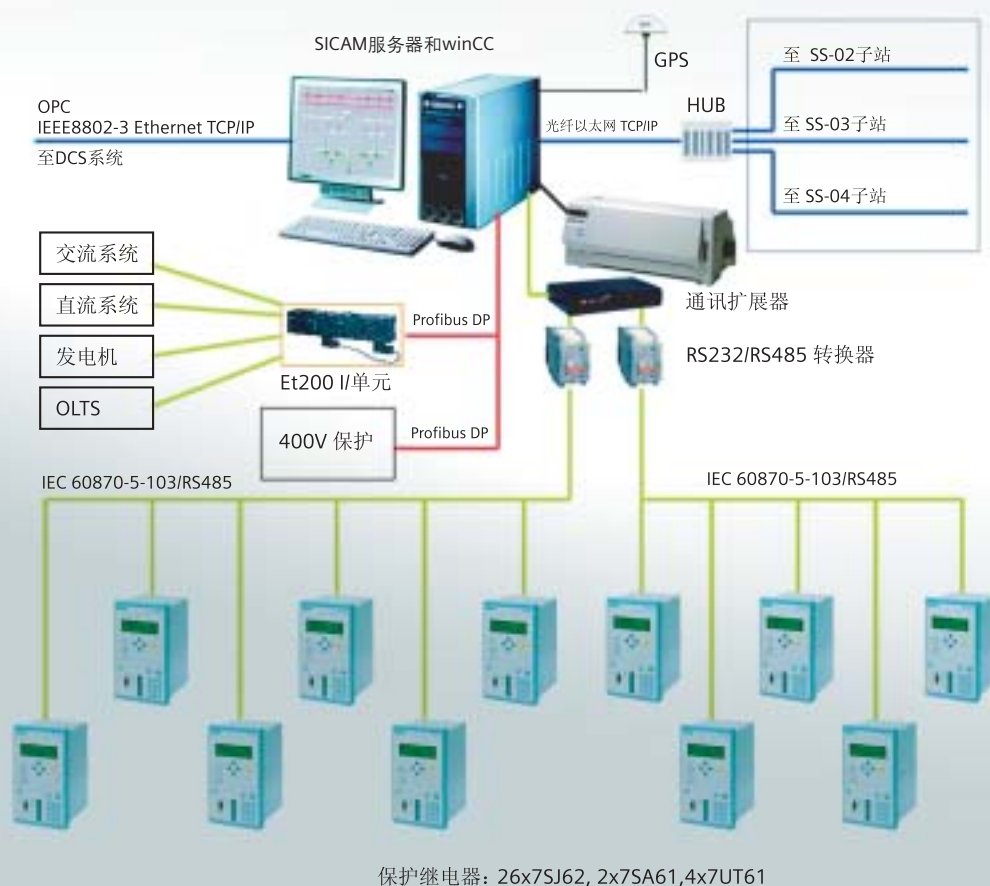 SICAM服务器和winCC
GPS
至 SS-02子站
OPC
IEEE8802-3 Ethernet TCP/IP
至DCS系统
光纤以太网 TCP/IP
HUB
至 SS-03子站
至 SS-04子站
交流系统
直流系统
发电机
OLTS
Profibus DP
Et200 I/单元
通讯扩展器
RS232/RS485 转换器
400V 保护
Profibus DP
IEC 60870-5-103/RS485
IEC 60870-5-103/RS485
保护继电器: 26x7SJ62, 2x7SA61,4x7UT61